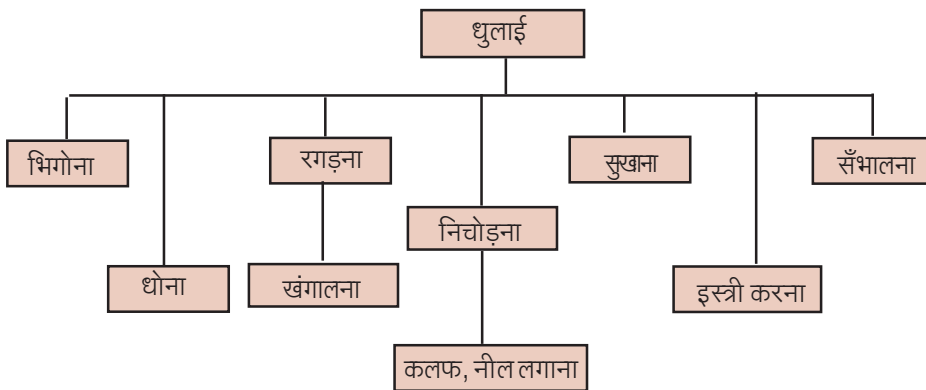 धुलाई
भिगोना
रगड़ना
सुखाना
सँभालना
निचोड़ना
धोना
खंगालना
इस्त्री करना
कलफ, नील लगाना